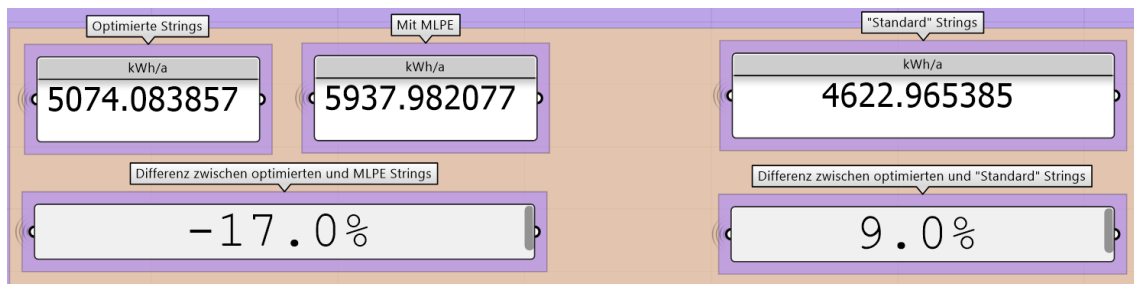 Optimierte Strings
Mit MLPE
"Standard" Strings
kWh/a
kWh/a
kWh/a
5074.083857
5937.982077
4622.965385
Differenz zwischen optimierten und MLPE Strings
Differenz zwischen optimierten und "Standard" Strings
-17.0%
9.0%